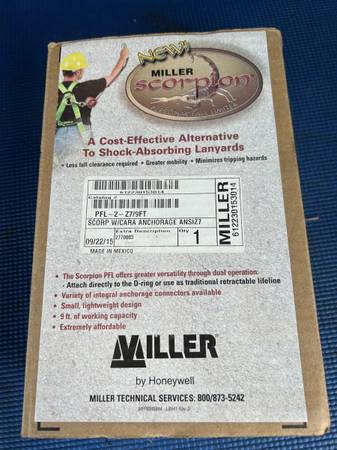 NEW!
MILLER
scorpion
A Cost-Effective Alternative
To Shock-Absorbing Lanyards
• Less fall clearance required • Greater mobility • Minimizes tripping hazards
612230153014
Catalog #
PFL-2-Z7/9FT
SCORP W/CARA ANCHORAGE ANSIZ7
09/22/15
Extra Description
Qty
1
MADE IN MEXICO
MILLER
612230153014
• The Scorpion PFL offers greater versatility through dual operation:
- Attach directly to the D-ring or use as traditional retractable lifeline
• Variety of integral anchorage connectors available
• Small, lightweight design
• 9 ft. of working capacity
• Extremely affordable
MILLER
by Honeywell
MILLER TECHNICAL SERVICES: 800/873-5242